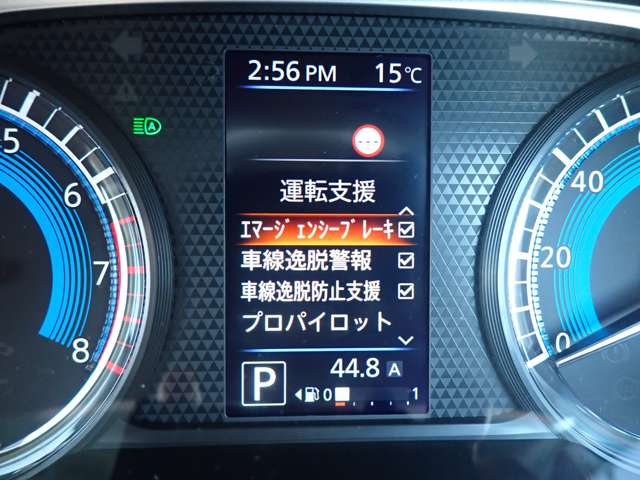 2:56 PM 15℃
運転支援
ｴﾏｰｼﾞｪﾝｼｰﾌﾞﾚｰｷ
車線逸脱警報
車線逸脱防止支援
プロパイロット
44.8 A
P
0 1
5
6
7
8
40
20
0
A